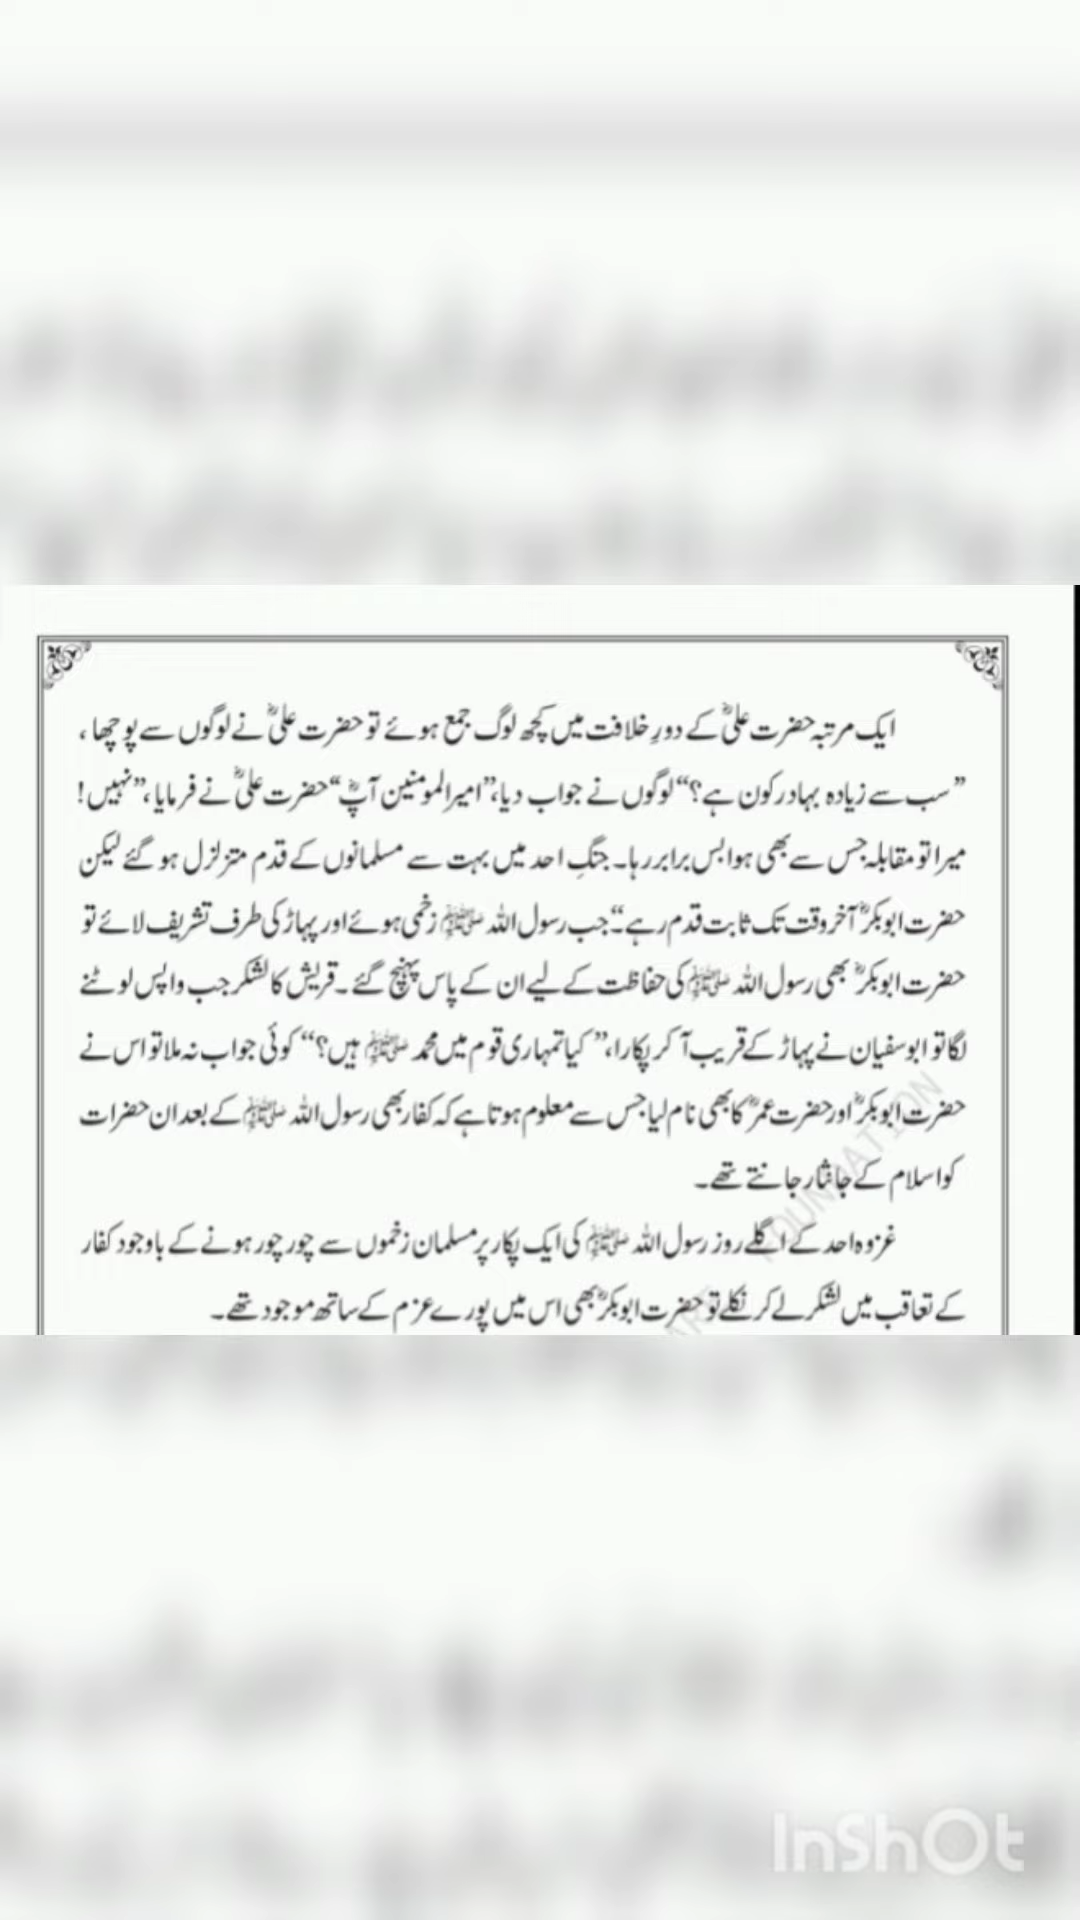 ایک مرتبہ حضرت علیؓ کے دورِ خلافت میں کچھ لوگ جمع ہوئے تو حضرت علیؓ نے لوگوں سے پوچھا،
”سب سے زیادہ بہادر کون ہے؟“ لوگوں نے جواب دیا، ”امیرالمومنین آپؓ“ حضرت علیؓ نے فرمایا، ”نہیں!
میرا تو مقابلہ جس سے بھی ہوا بس برابر رہا۔ جنگِ احد میں بہت سے مسلمانوں کے قدم متزلزل ہو گئے لیکن
حضرت ابوبکرؓ آخر وقت تک ثابت قدم رہے“۔ جب رسول اللہ ﷺ زخمی ہوئے اور پہاڑ کی طرف تشریف لائے تو
حضرت ابوبکرؓ بھی رسول اللہ ﷺ کی حفاظت کے لیے ان کے پاس پہنچ گئے۔ قریش کا لشکر جب واپس لوٹنے
لگا تو ابوسفیان نے پہاڑ کے قریب آ کر پکارا، ”کیا تمہاری قوم میں محمد ﷺ ہیں؟“ کوئی جواب نہ ملا تو اس نے
حضرت ابوبکرؓ اور حضرت عمرؓ کا بھی نام لیا جس سے معلوم ہوتا ہے کہ کفار بھی رسول اللہ ﷺ کے بعد ان حضرات
کو اسلام کے جانثار جانتے تھے۔
غزوہ احد کے اگلے روز رسول اللہ ﷺ کی ایک پکار پر مسلمان زخموں سے چور چور ہونے کے باوجود کفار
کے تعاقب میں لشکر لے کر نکلے تو حضرت ابوبکرؓ بھی اس میں پورے عزم کے ساتھ موجود تھے۔
InShOt